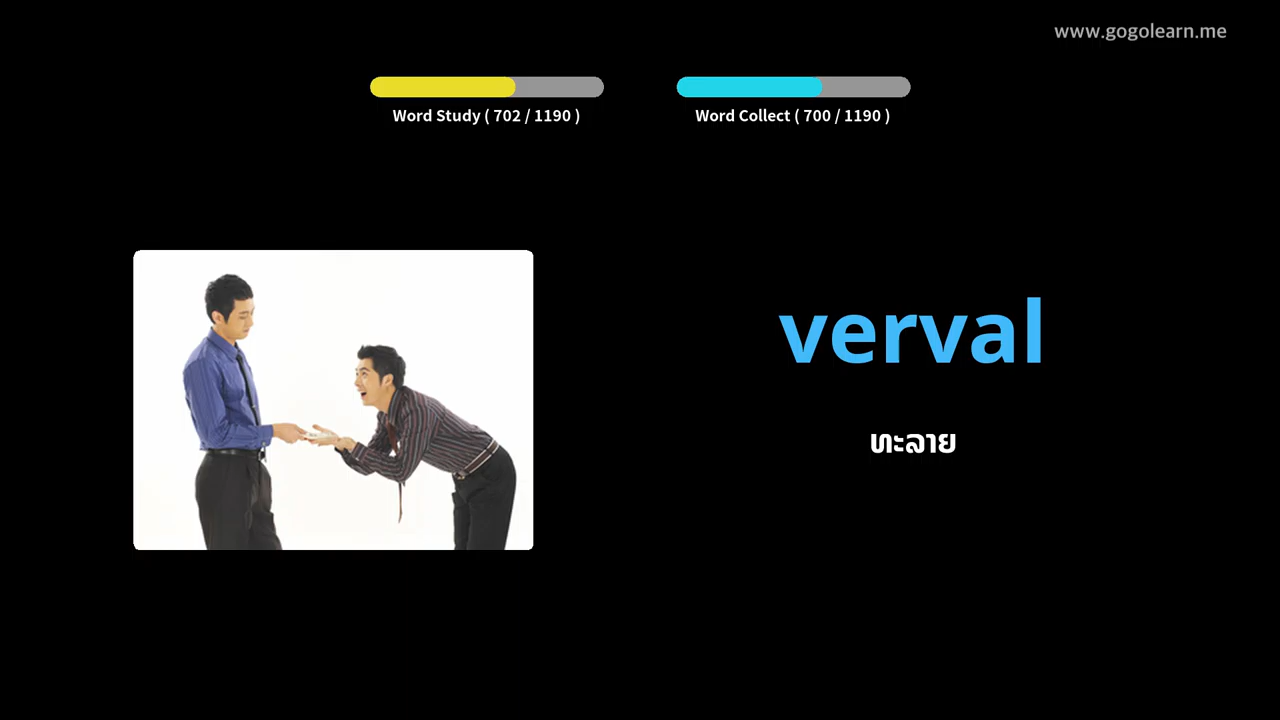 www.gogolearn.me
Word Study ( 702 / 1190 )
Word Collect ( 700 / 1190 )
verval
ທະລາຍ